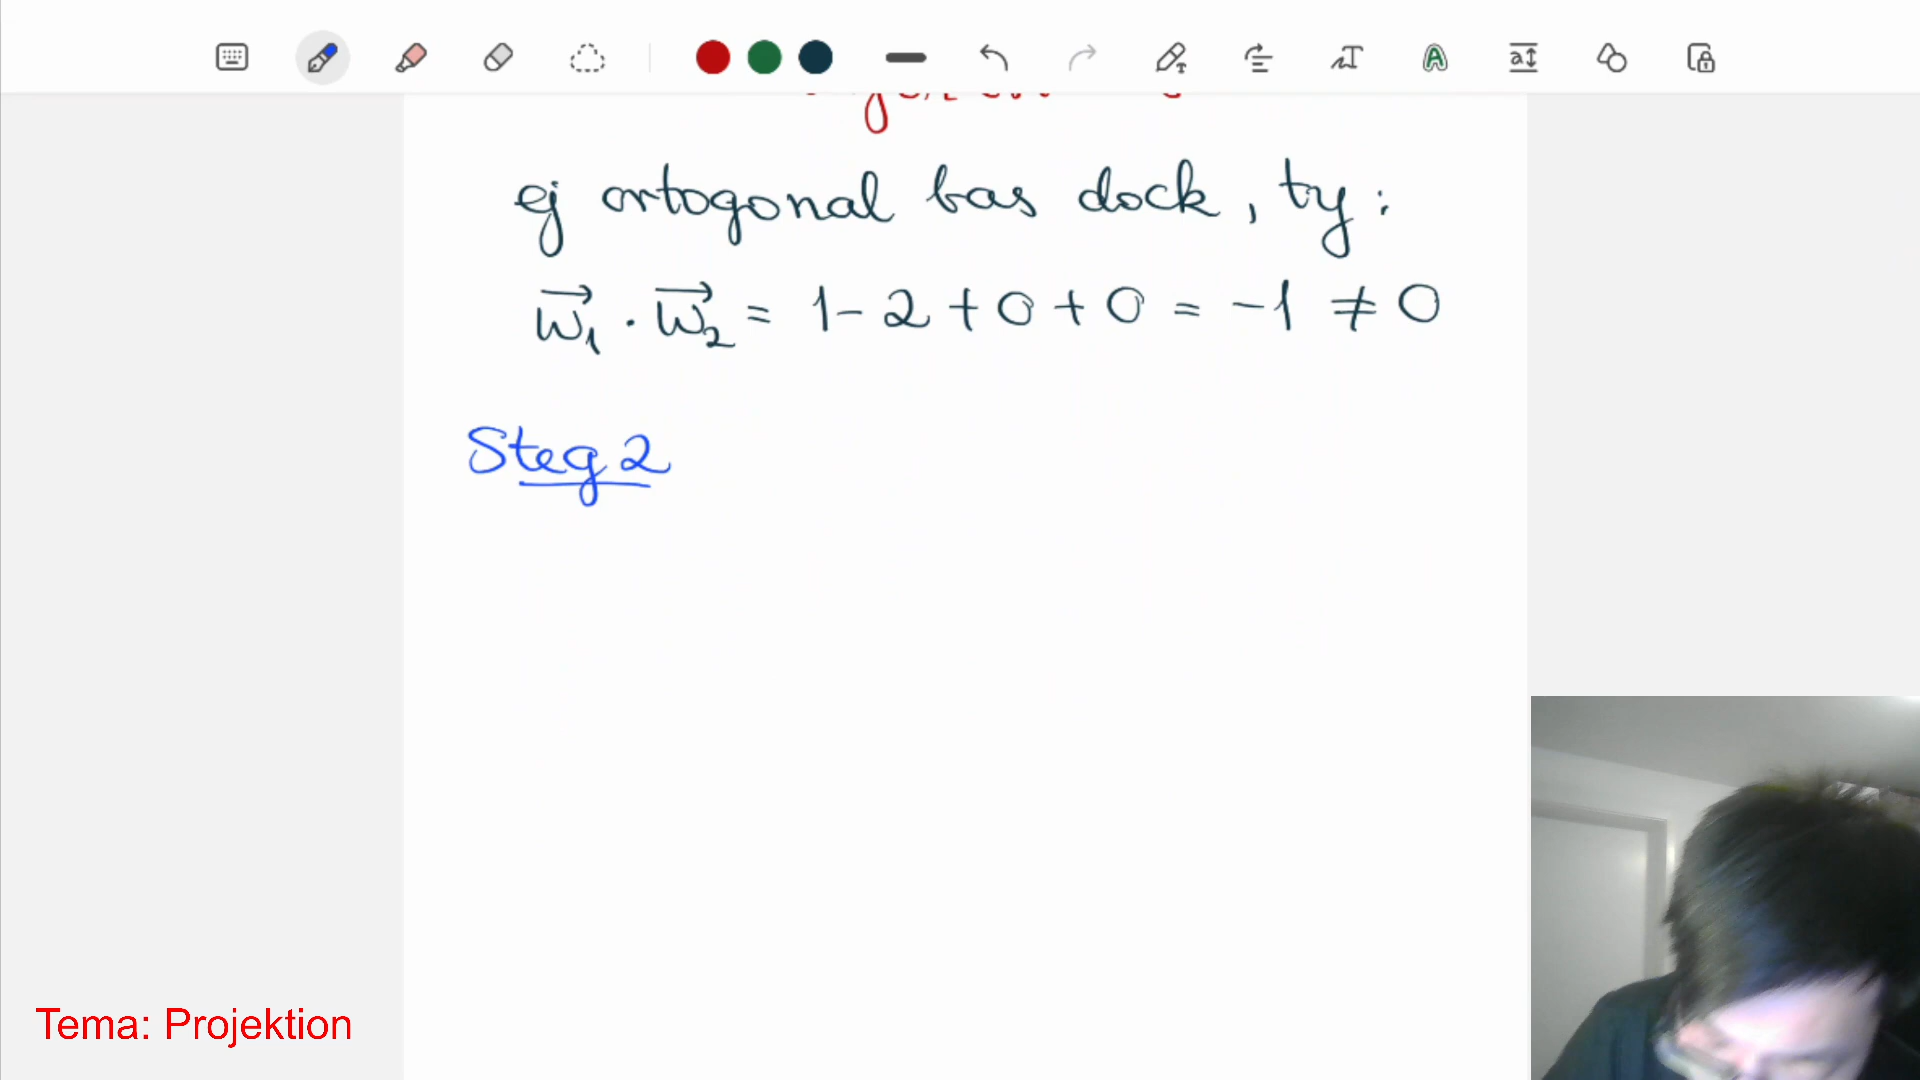 ej ortogonal bas dock, ty:
w₁ · w₂ = 1 - 2 + 0 + 0 = -1 ≠ 0
Steg 2
Tema: Projektion